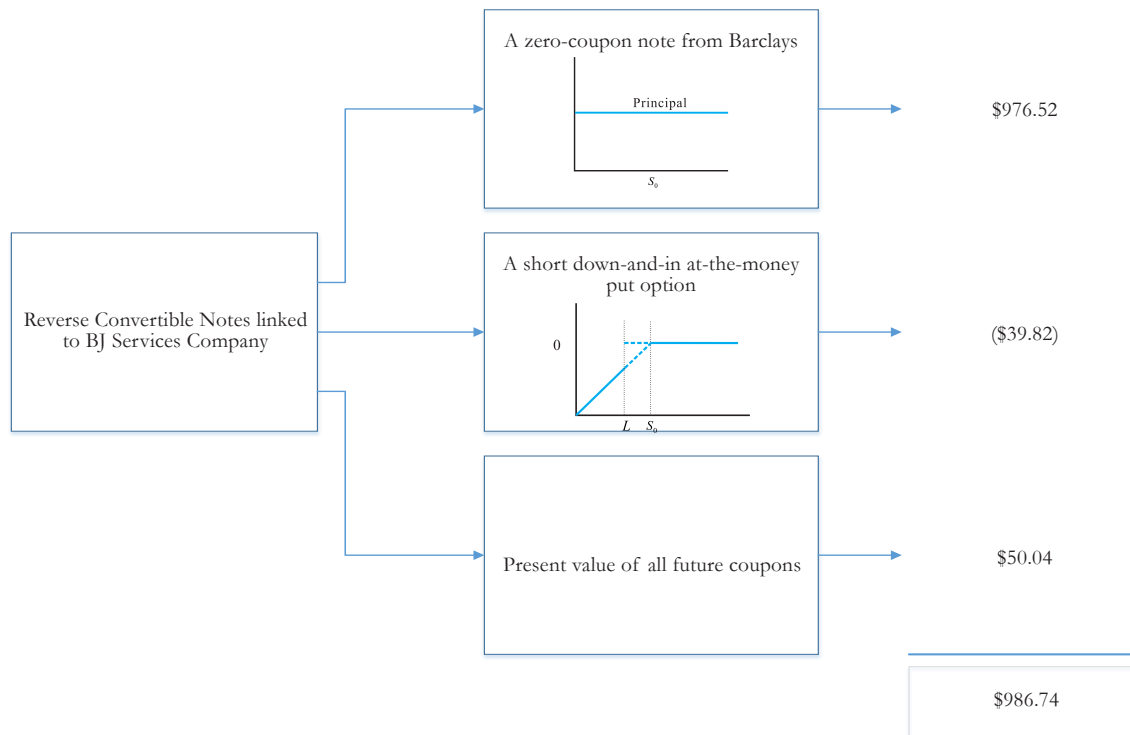 A zero-coupon note from Barclays
Principal
S0
$976.52
Reverse Convertible Notes linked
to BJ Services Company
A short down-and-in at-the-money
put option
0
L S0
($39.82)
Present value of all future coupons
$50.04
$986.74